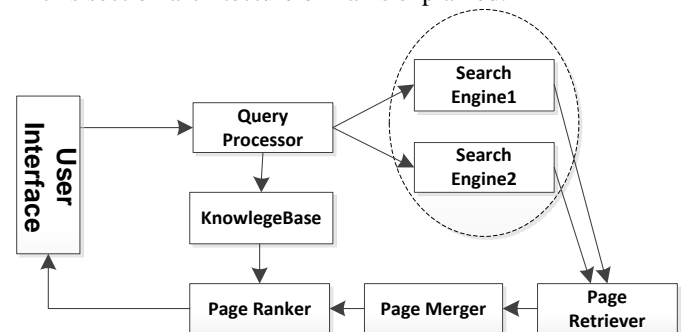 Search
Engine1
User
Interface
Query
Processor
Search
Engine2
KnowlegeBase
Page Ranker
Page Merger
Page
Retriever